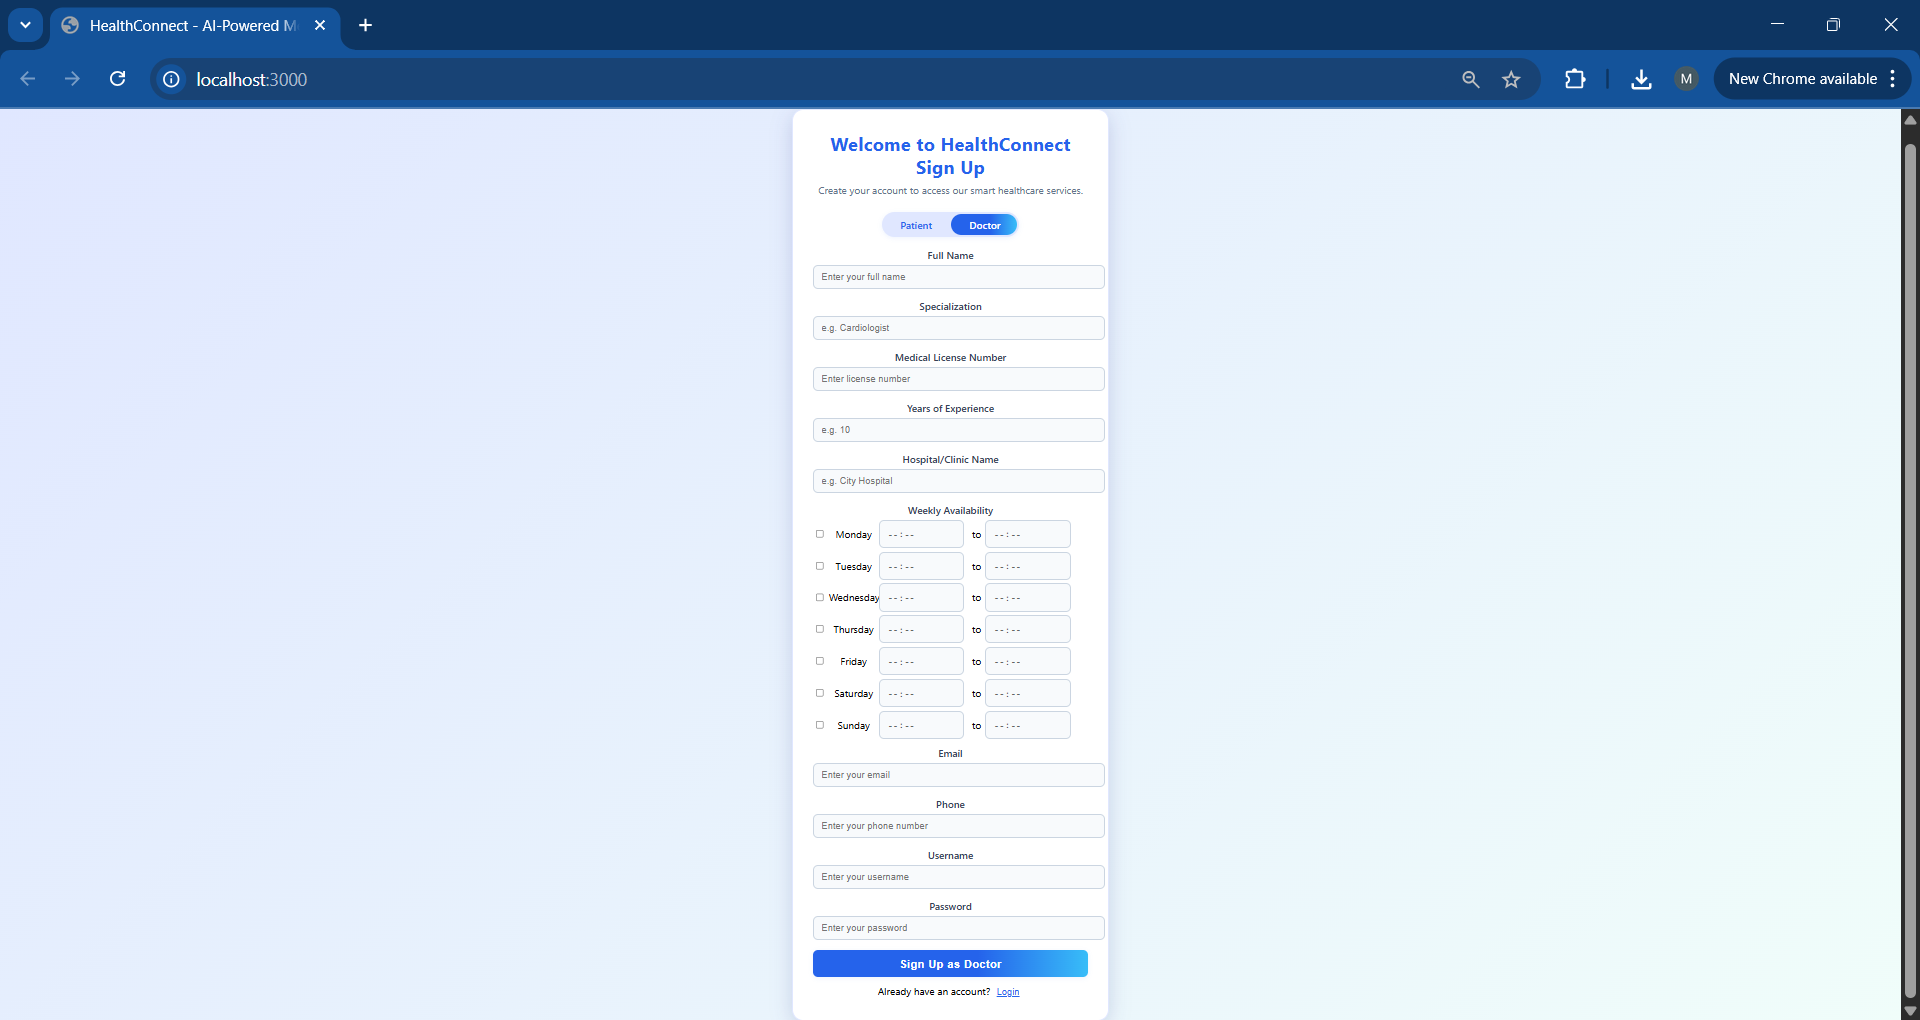 HealthConnect - AI-Powered M
localhost:3000
M
New Chrome available
Welcome to HealthConnect
Sign Up
Create your account to access our smart healthcare services.
Patient Doctor
Full Name
Enter your full name
Specialization
e.g. Cardiologist
Medical License Number
Enter license number
Years of Experience
e.g. 10
Hospital/Clinic Name
e.g. City Hospital
Weekly Availability
Monday --:-- to --:--
Tuesday --:-- to --:--
Wednesday --:-- to --:--
Thursday --:-- to --:--
Friday --:-- to --:--
Saturday --:-- to --:--
Sunday --:-- to --:--
Email
Enter your email
Phone
Enter your phone number
Username
Enter your username
Password
Enter your password
Sign Up as Doctor
Already have an account? Login